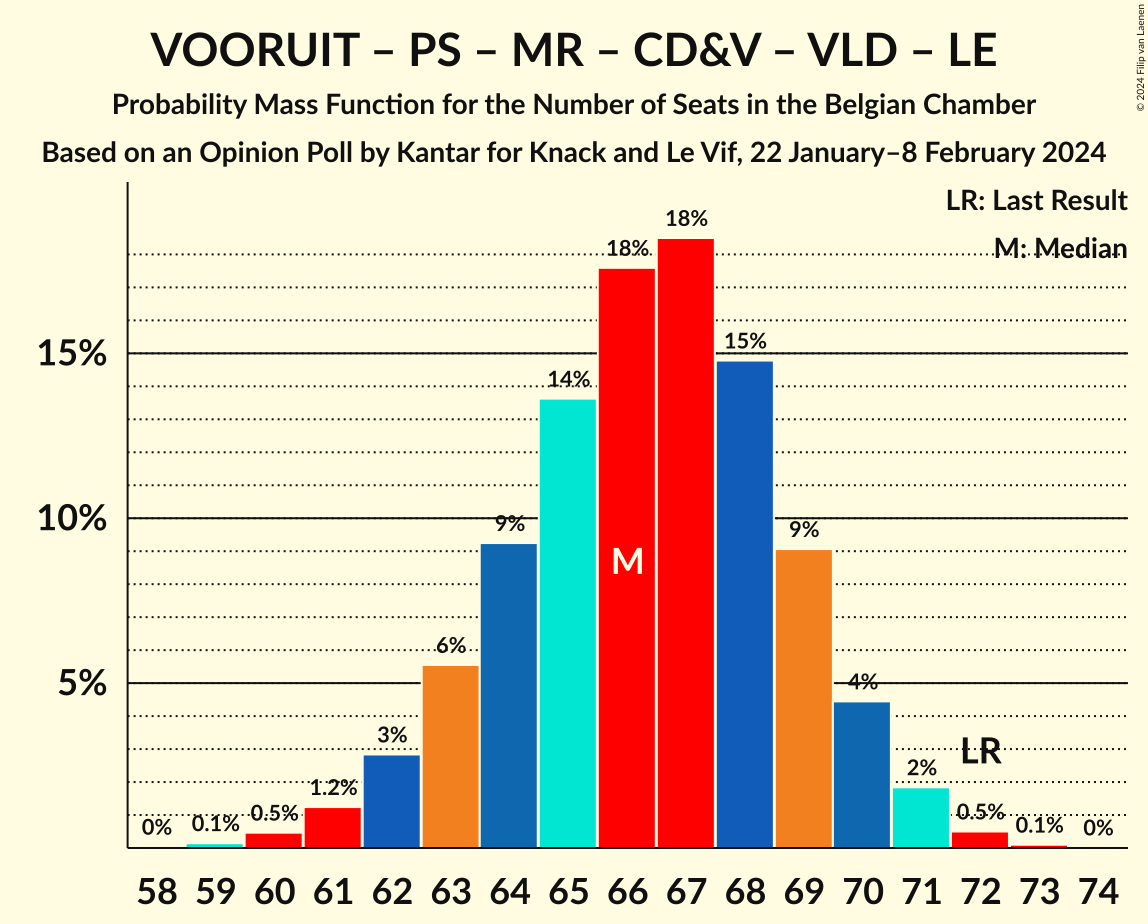 VOORUIT – PS – MR – CD&V – VLD – LE
Probability Mass Function for the Number of Seats in the Belgian Chamber
Based on an Opinion Poll by Kantar for Knack and Le Vif, 22 January–8 February 2024
© 2024 Filip van Laenen
LR: Last Result
M: Median
15%
10%
5%
0%
0.1%
0.5%
1.2%
3%
6%
9%
14%
18%
18%
15%
9%
4%
2%
0.5%
0.1%
0%
M
LR
58 59 60 61 62 63 64 65 66 67 68 69 70 71 72 73 74